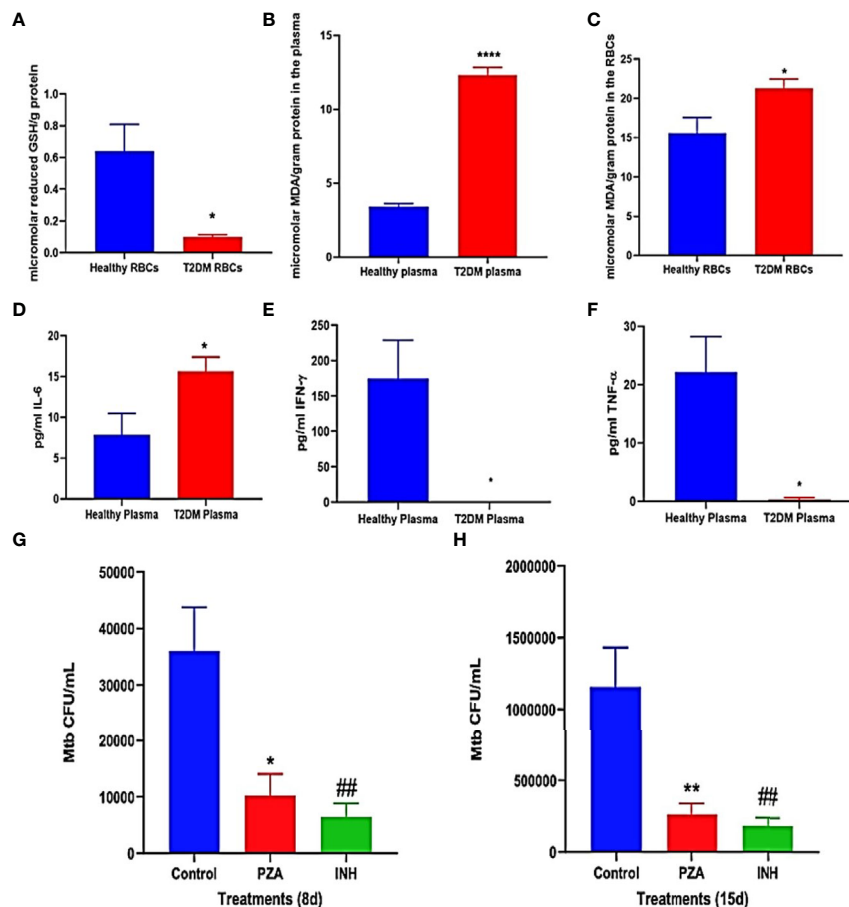 A
micromolar reduced GSH/g protein
1.0
0.8
0.6
0.4
0.2
0.0
*
Healthy RBCs
T2DM RBCs
B
micromolar MDA/gram protein in the plasma
15
10
5
0
****
Healthy plasma
T2DM plasma
C
micromolar MDA/gram protein in the RBCs
25
20
15
10
5
0
*
Healthy RBCs
T2DM RBCs
D
pg/ml IL-6
20
15
10
5
0
*
Healthy Plasma
T2DM Plasma
E
pg/ml IFN-γ
250
200
150
100
50
0
*
Healthy Plasma
T2DM Plasma
F
pg/ml TNF-α
30
20
10
0
*
Healthy Plasma
T2DM Plasma
G
Mtb CFU/mL
50000
40000
30000
20000
10000
0
*
##
Control
PZA
INH
Treatments (8d)
H
Mtb CFU/mL
2000000
1500000
1000000
500000
0
**
##
Control
PZA
INH
Treatments (15d)